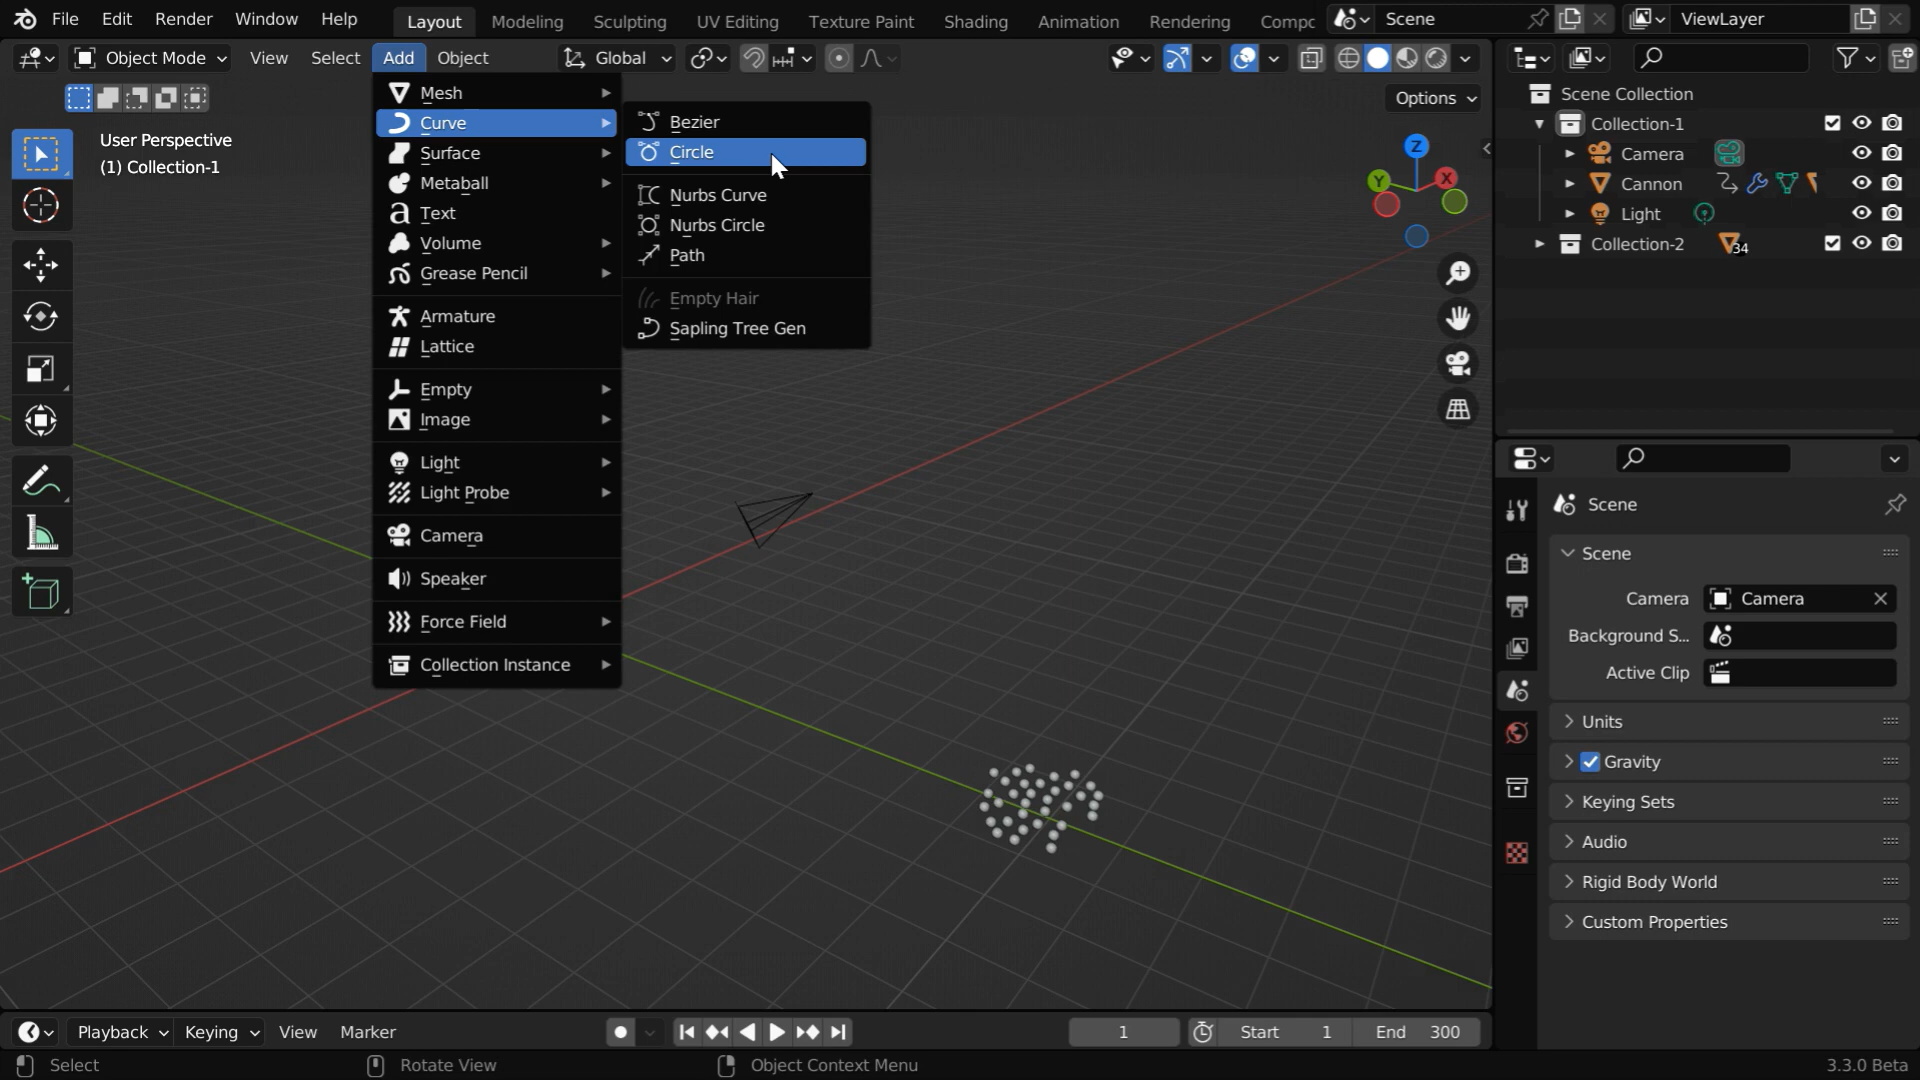 File Edit Render Window Help Layout Modeling Sculpting UV Editing Texture Paint Shading Animation Rendering Compc Scene ViewLayer
Object Mode View Select Add Object Global
Options
User Perspective
(1) Collection-1
Mesh
Curve
Surface
Metaball
Text
Volume
Grease Pencil
Armature
Lattice
Empty
Image
Light
Light Probe
Camera
Speaker
Force Field
Collection Instance
Bezier
Circle
Nurbs Curve
Nurbs Circle
Path
Empty Hair
Sapling Tree Gen
Z
Y X
Scene Collection
Collection-1
Camera
Cannon
Light
Collection-2 34
Scene
Scene
Camera Camera
Background S...
Active Clip
Units
Gravity
Keying Sets
Audio
Rigid Body World
Custom Properties
Playback Keying View Marker 1 Start 1 End 300
Select Rotate View Object Context Menu 3.3.0 Beta